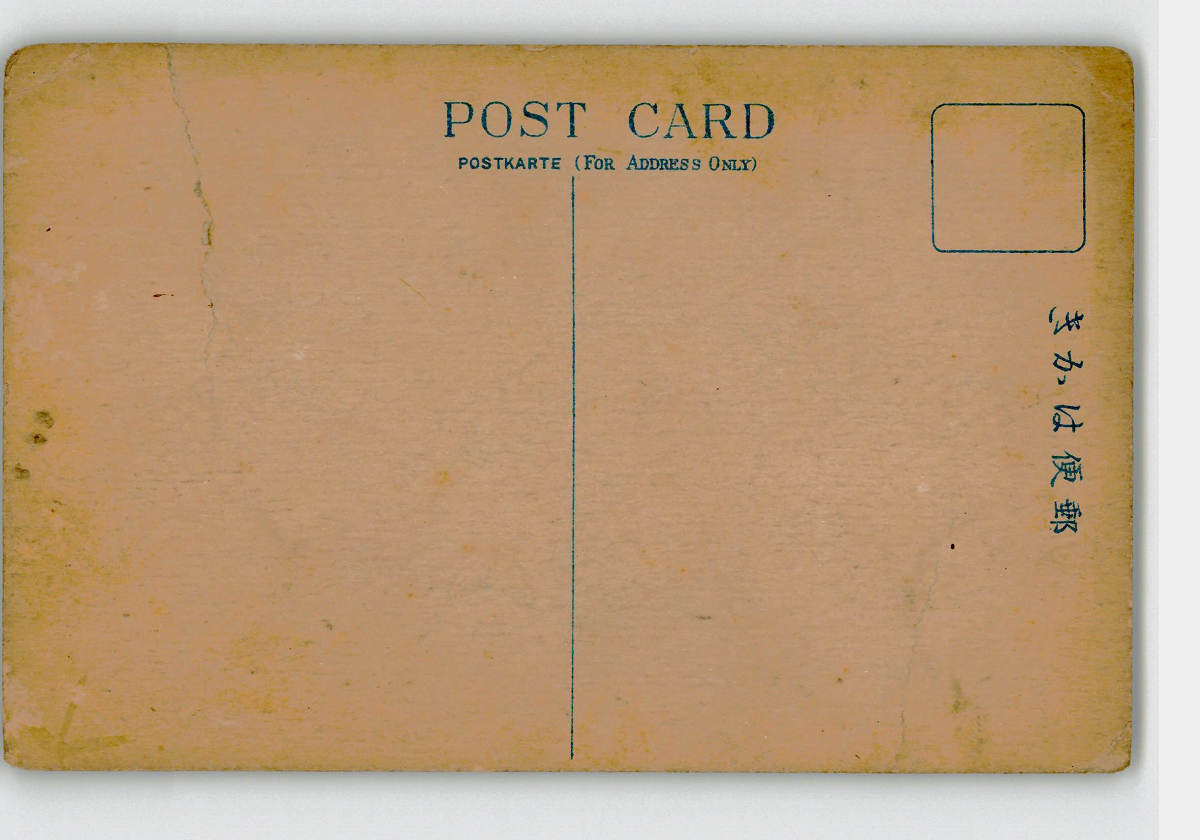 POST CARD
POSTKARTE (FOR ADDRESS ONLY)
きかは便郵